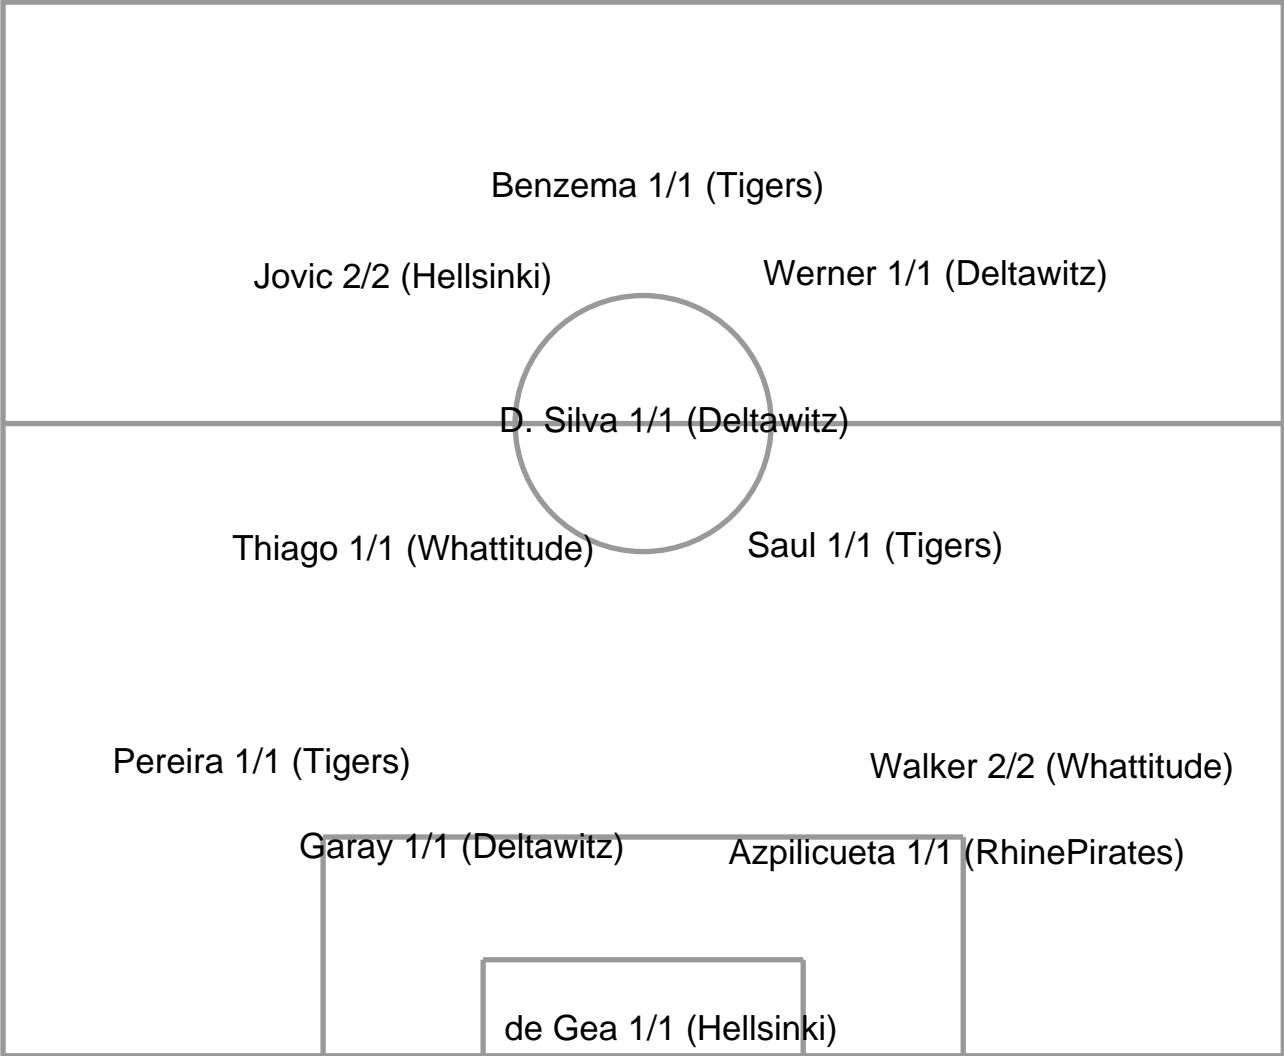 Benzema 1/1 (Tigers)
Jovic 2/2 (Hellsinki)
Werner 1/1 (Deltawitz)
D. Silva 1/1 (Deltawitz)
Thiago 1/1 (Whattitude)
Saul 1/1 (Tigers)
Pereira 1/1 (Tigers)
Walker 2/2 (Whattitude)
Garay 1/1 (Deltawitz)
Azpilicueta 1/1 (RhinePirates)
de Gea 1/1 (Hellsinki)